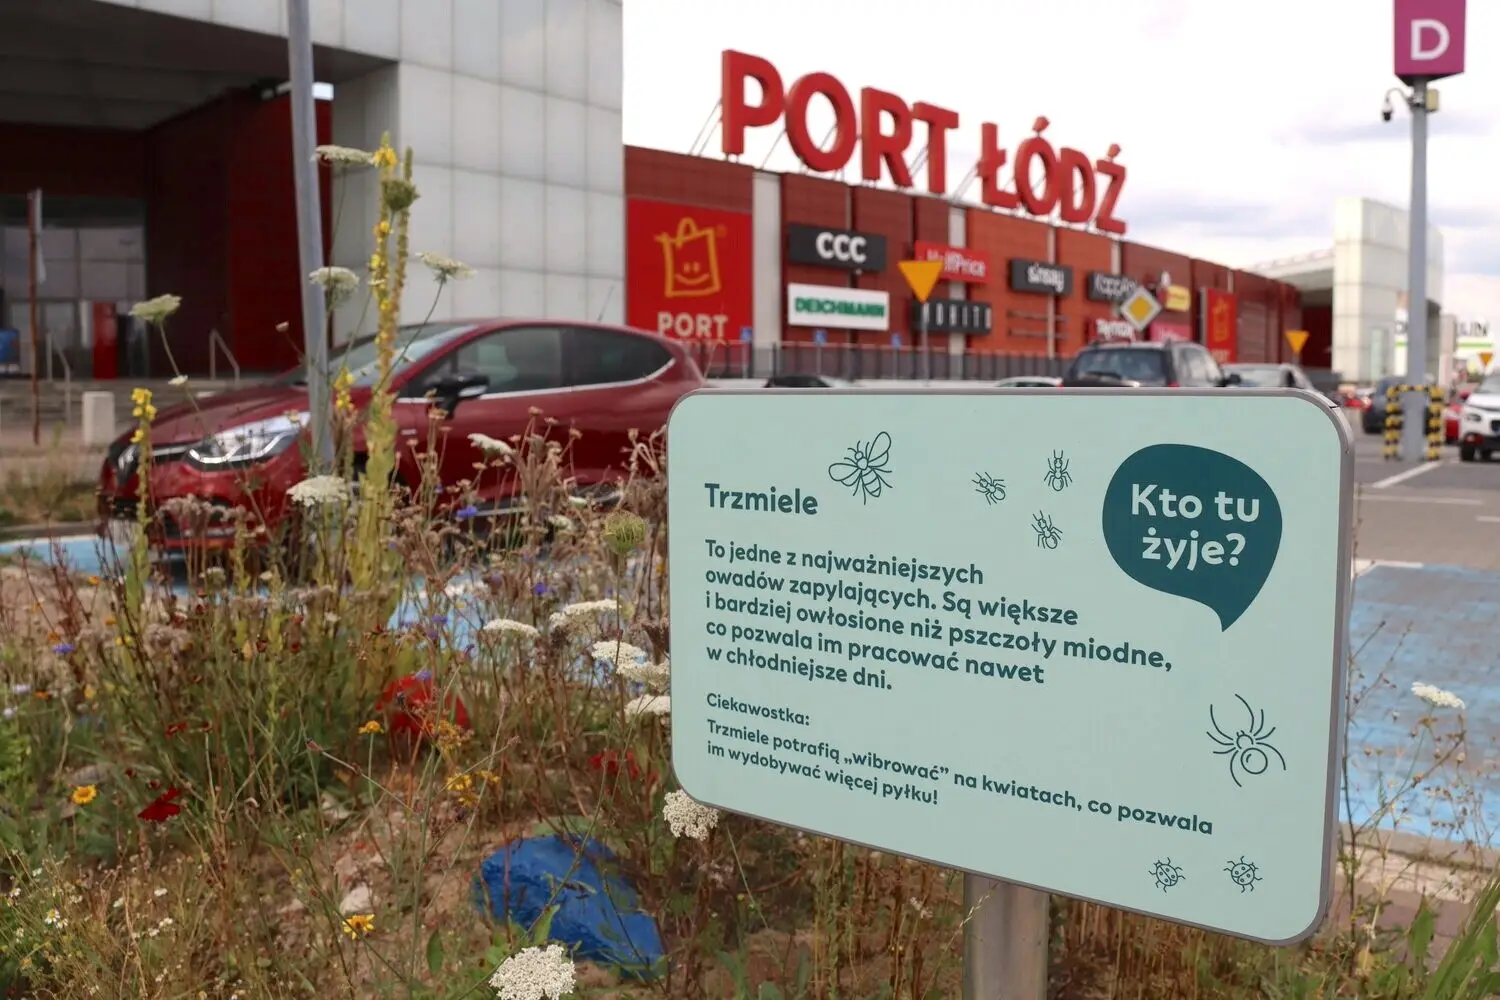 D
PORT ŁÓDŹ
CCC
MollPrice
sinsay
DEICHMANN
MOHITO
PORT
Kto tu
żyje?
Trzmiele
To jedne z najważniejszych
owadów zapylających. Są większe
i bardziej owłosione niż pszczoły miodne,
co pozwala im pracować nawet
w chłodniejsze dni.
Ciekawostka:
Trzmiele potrafią „wibrować” na kwiatach, co pozwala
im wydobywać więcej pyłku!